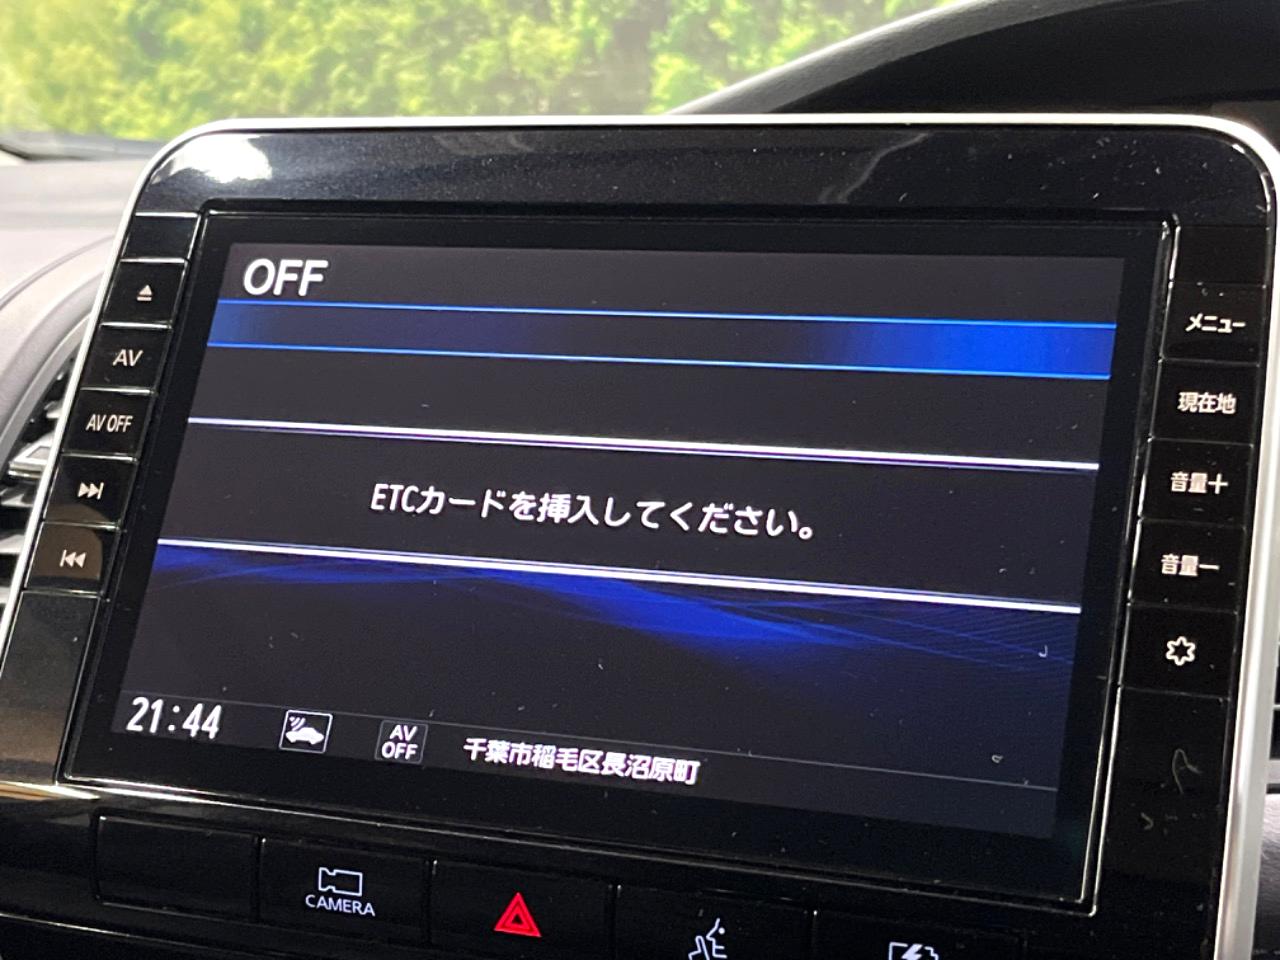 OFF
AV
AV OFF
メニュー
現在地
音量＋
音量－
ETCカードを挿入してください。
21:44
AV
OFF
千葉市稲毛区長沼原町
CAMERA